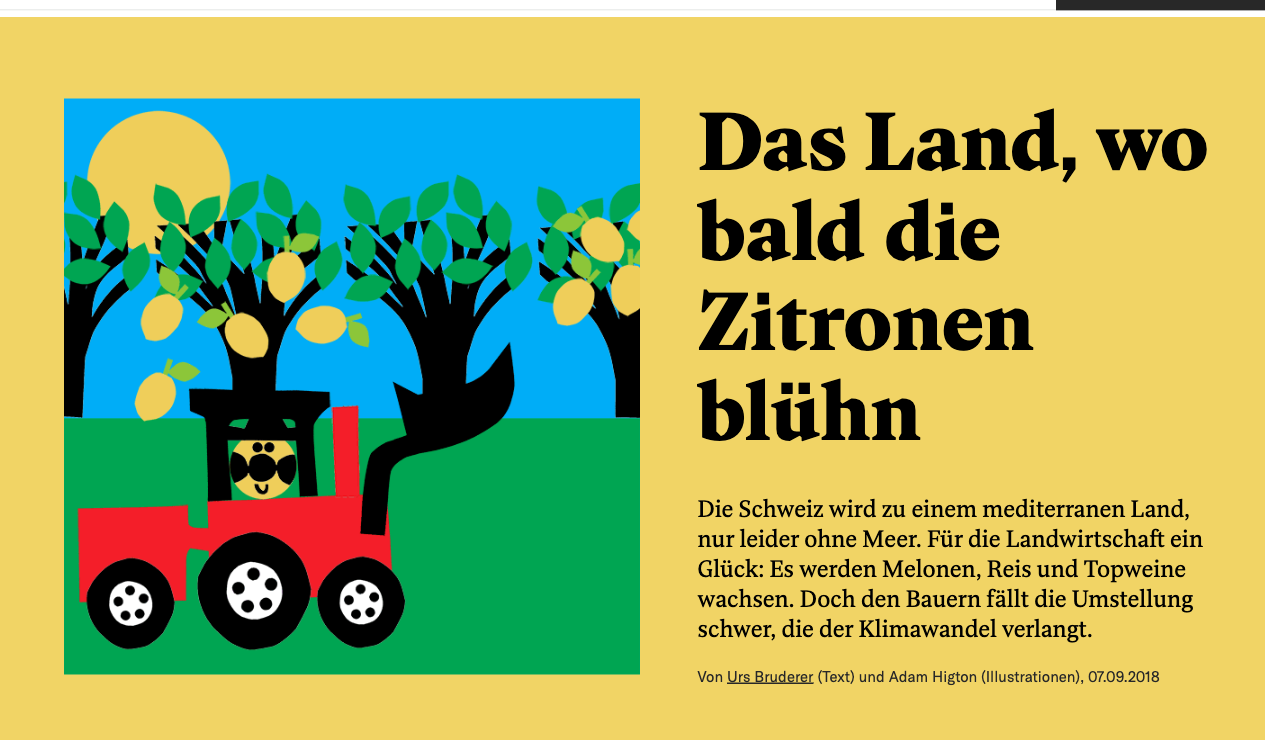 Das Land, wo
bald die
Zitronen
blühn
Die Schweiz wird zu einem mediterranen Land,
nur leider ohne Meer. Für die Landwirtschaft ein
Glück: Es werden Melonen, Reis und Topweine
wachsen. Doch den Bauern fällt die Umstellung
schwer, die der Klimawandel verlangt.
Von Urs Bruderer (Text) und Adam Higton (Illustrationen), 07.09.2018